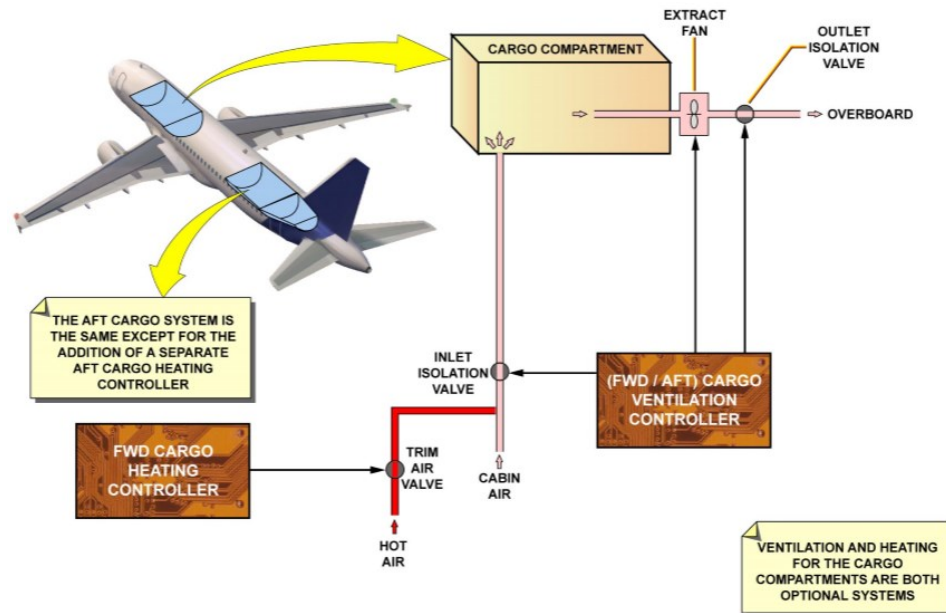 CARGO COMPARTMENT
EXTRACT
FAN
OUTLET
ISOLATION
VALVE
OVERBOARD
THE AFT CARGO SYSTEM IS
THE SAME EXCEPT FOR THE
ADDITION OF A SEPARATE
AFT CARGO HEATING
CONTROLLER
INLET
ISOLATION
VALVE
(FWD / AFT) CARGO
VENTILATION
CONTROLLER
FWD CARGO
HEATING
CONTROLLER
TRIM
AIR
VALVE
CABIN
AIR
HOT
AIR
VENTILATION AND HEATING
FOR THE CARGO
COMPARTMENTS ARE BOTH
OPTIONAL SYSTEMS